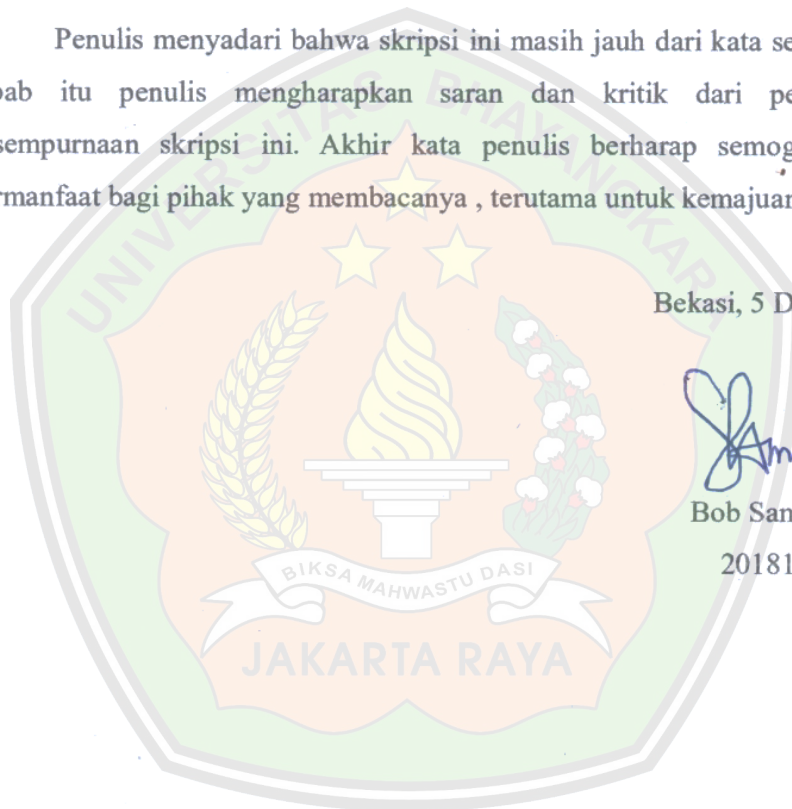 Penulis menyadari bahwa skripsi ini masih jauh dari kata se
bab itu penulis mengharapkan saran dan kritik dari pe
sempurnaan skripsi ini. Akhir kata penulis berharap semog
rmanfaat bagi pihak yang membacanya , terutama untuk kemajuan
UNIVERSITAS BHAYANGKARA
Bekasi, 5 D
Bob San
20181
BIKSA MAHWASTU DASI
JAKARTA RAYA